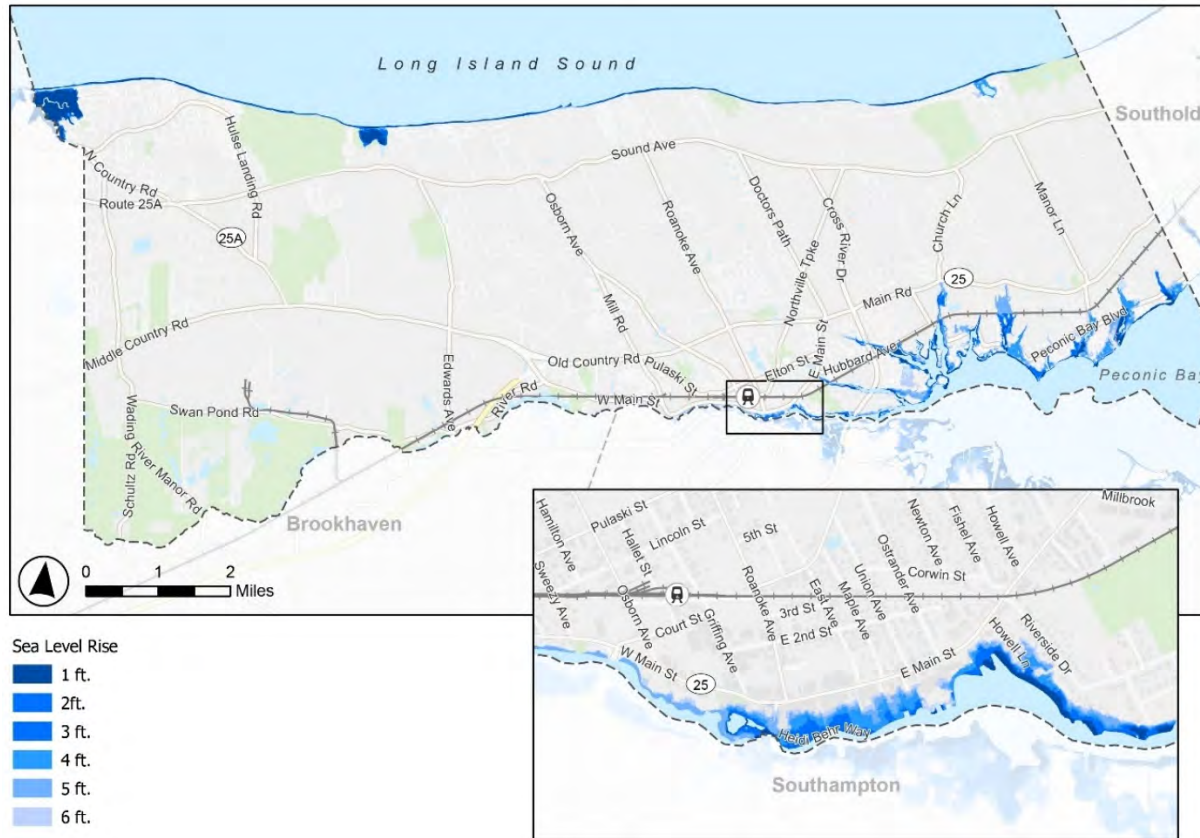 Long Island Sound
Southold
N Country Rd
Hulse Landing Rd
Route 25A
25A
Sound Ave
Osborn Ave
Roanoke Ave
Doctors Path
Cross River Dr
Church Ln
Manor Ln
Northville Tpke
25
Main Rd
Mill Rd
Middle Country Rd
Old Country Rd
Pulaski St
Elton St
E Main St
Hubbard Ave
Peconic Bay Blvd
Peconic Bay
Edwards Ave
River Rd
W Main St
Swan Pond Rd
Wading Rd
River Manor Rd
Schultz Rd
Brookhaven
0 1 2
Miles
Hamilton Ave
Pulaski St
Hallet St
Lincoln St
5th St
Newton Ave
Fishel Ave
Howell Ave
Millbrook
Sweezy Ave
Osborn Ave
Roanoke Ave
Ostrander Ave
Corwin St
Union Ave
Maple Ave
East Ave
3rd St
Court St
Griffing Ave
E 2nd St
W Main St
25
E Main St
Howell Ln
Riverside Dr
Heidi Behr Way
Southampton
Sea Level Rise
1 ft.
2ft.
3 ft.
4 ft.
5 ft.
6 ft.